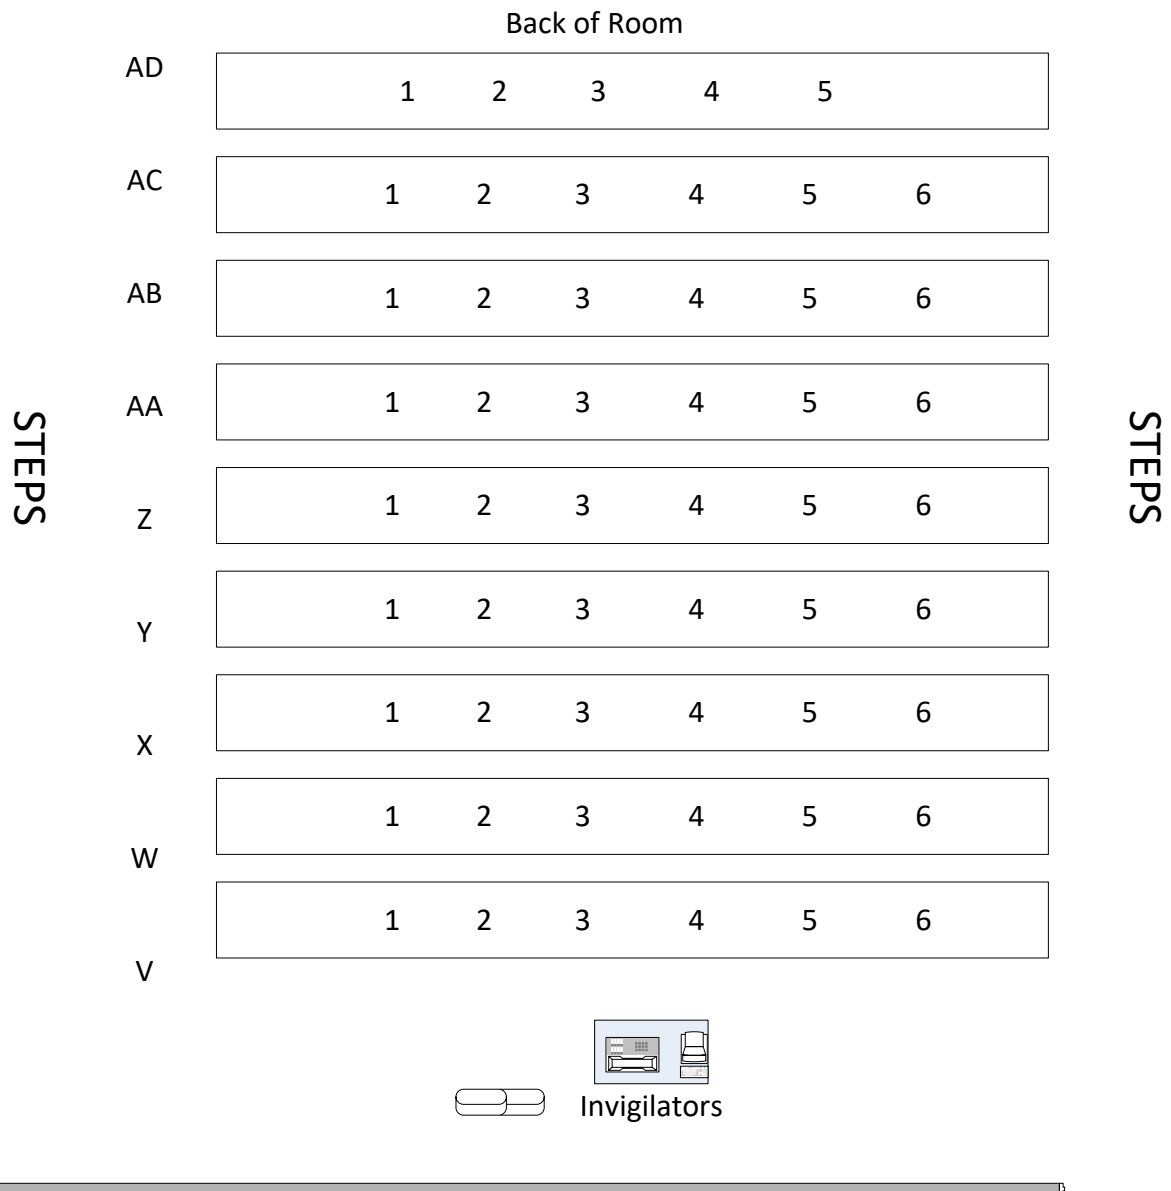 Back of Room
AD 1 2 3 4 5
AC 1 2 3 4 5 6
AB 1 2 3 4 5 6
AA 1 2 3 4 5 6
STEPS
STEPS
Z 1 2 3 4 5 6
Y 1 2 3 4 5 6
X 1 2 3 4 5 6
W 1 2 3 4 5 6
V 1 2 3 4 5 6
Invigilators